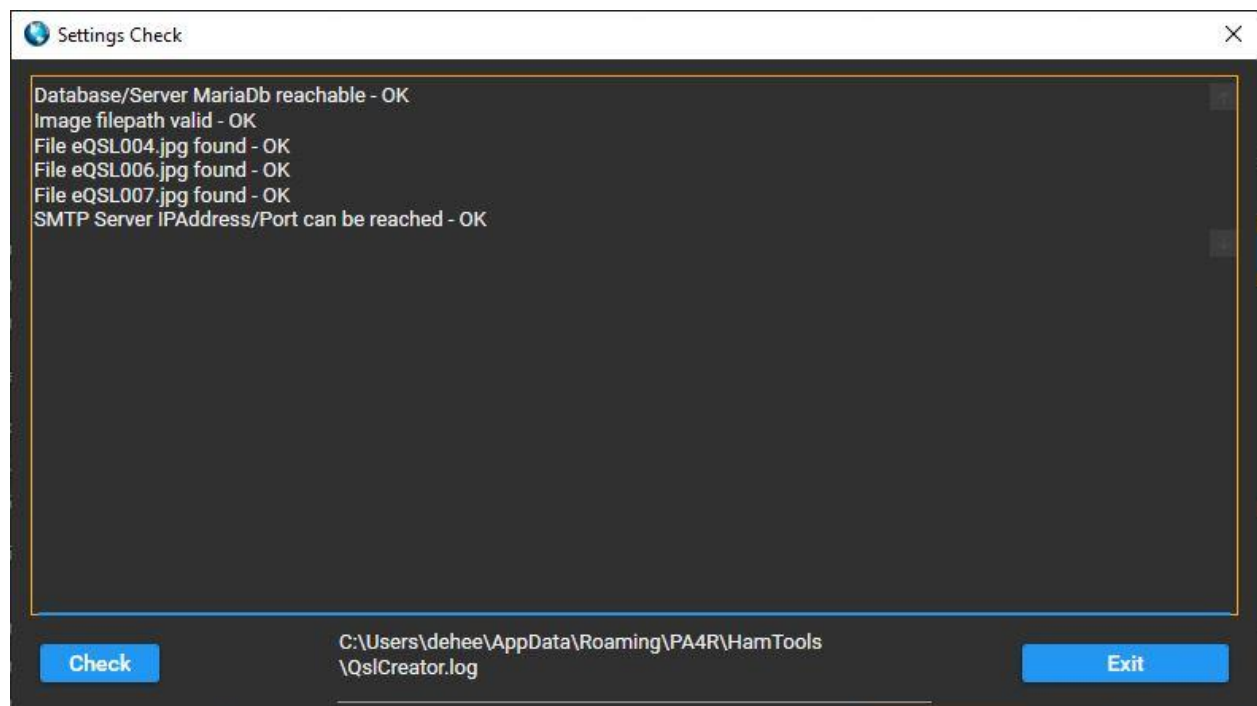 Settings Check
Database/Server MariaDb reachable - OK
Image filepath valid - OK
File eQSL004.jpg found - OK
File eQSL006.jpg found - OK
File eQSL007.jpg found - OK
SMTP Server IPAddress/Port can be reached - OK
Check
C:\Users\dehee\AppData\Roaming\PA4R\HamTools
\QslCreator.log
Exit